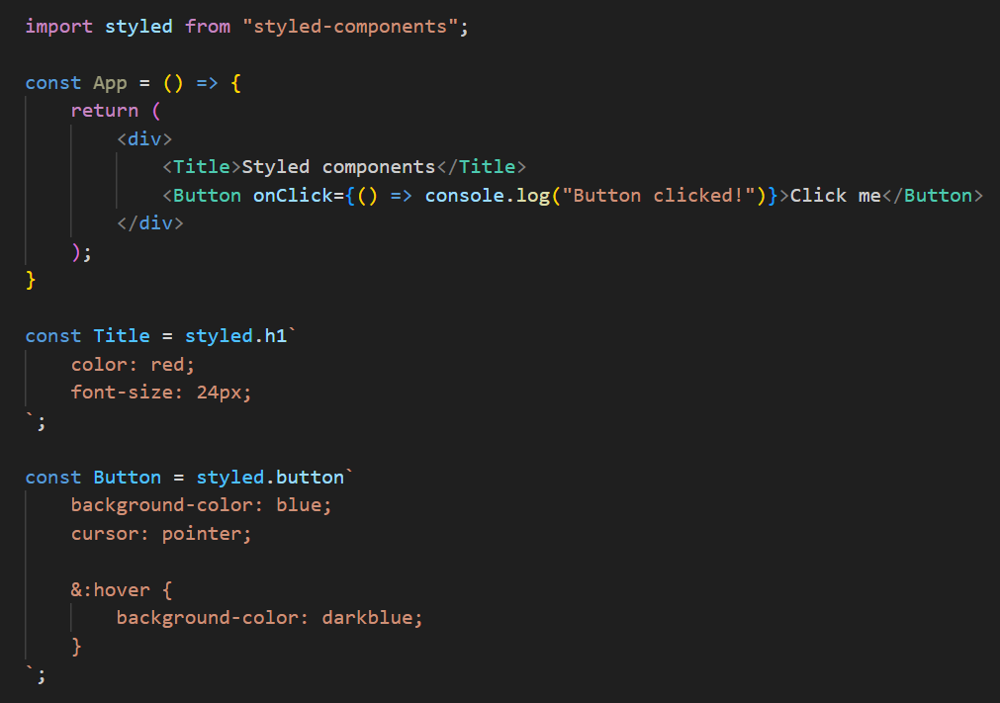 import styled from "styled-components";

const App = () => {
    return (
        <div>
            <Title>Styled components</Title>
            <Button onClick={() => console.log("Button clicked!")}>Click me</Button>
        </div>
    );
}

const Title = styled.h1`
    color: red;
    font-size: 24px;
`;

const Button = styled.button`
    background-color: blue;
    cursor: pointer;

    &:hover {
        background-color: darkblue;
    }
`;